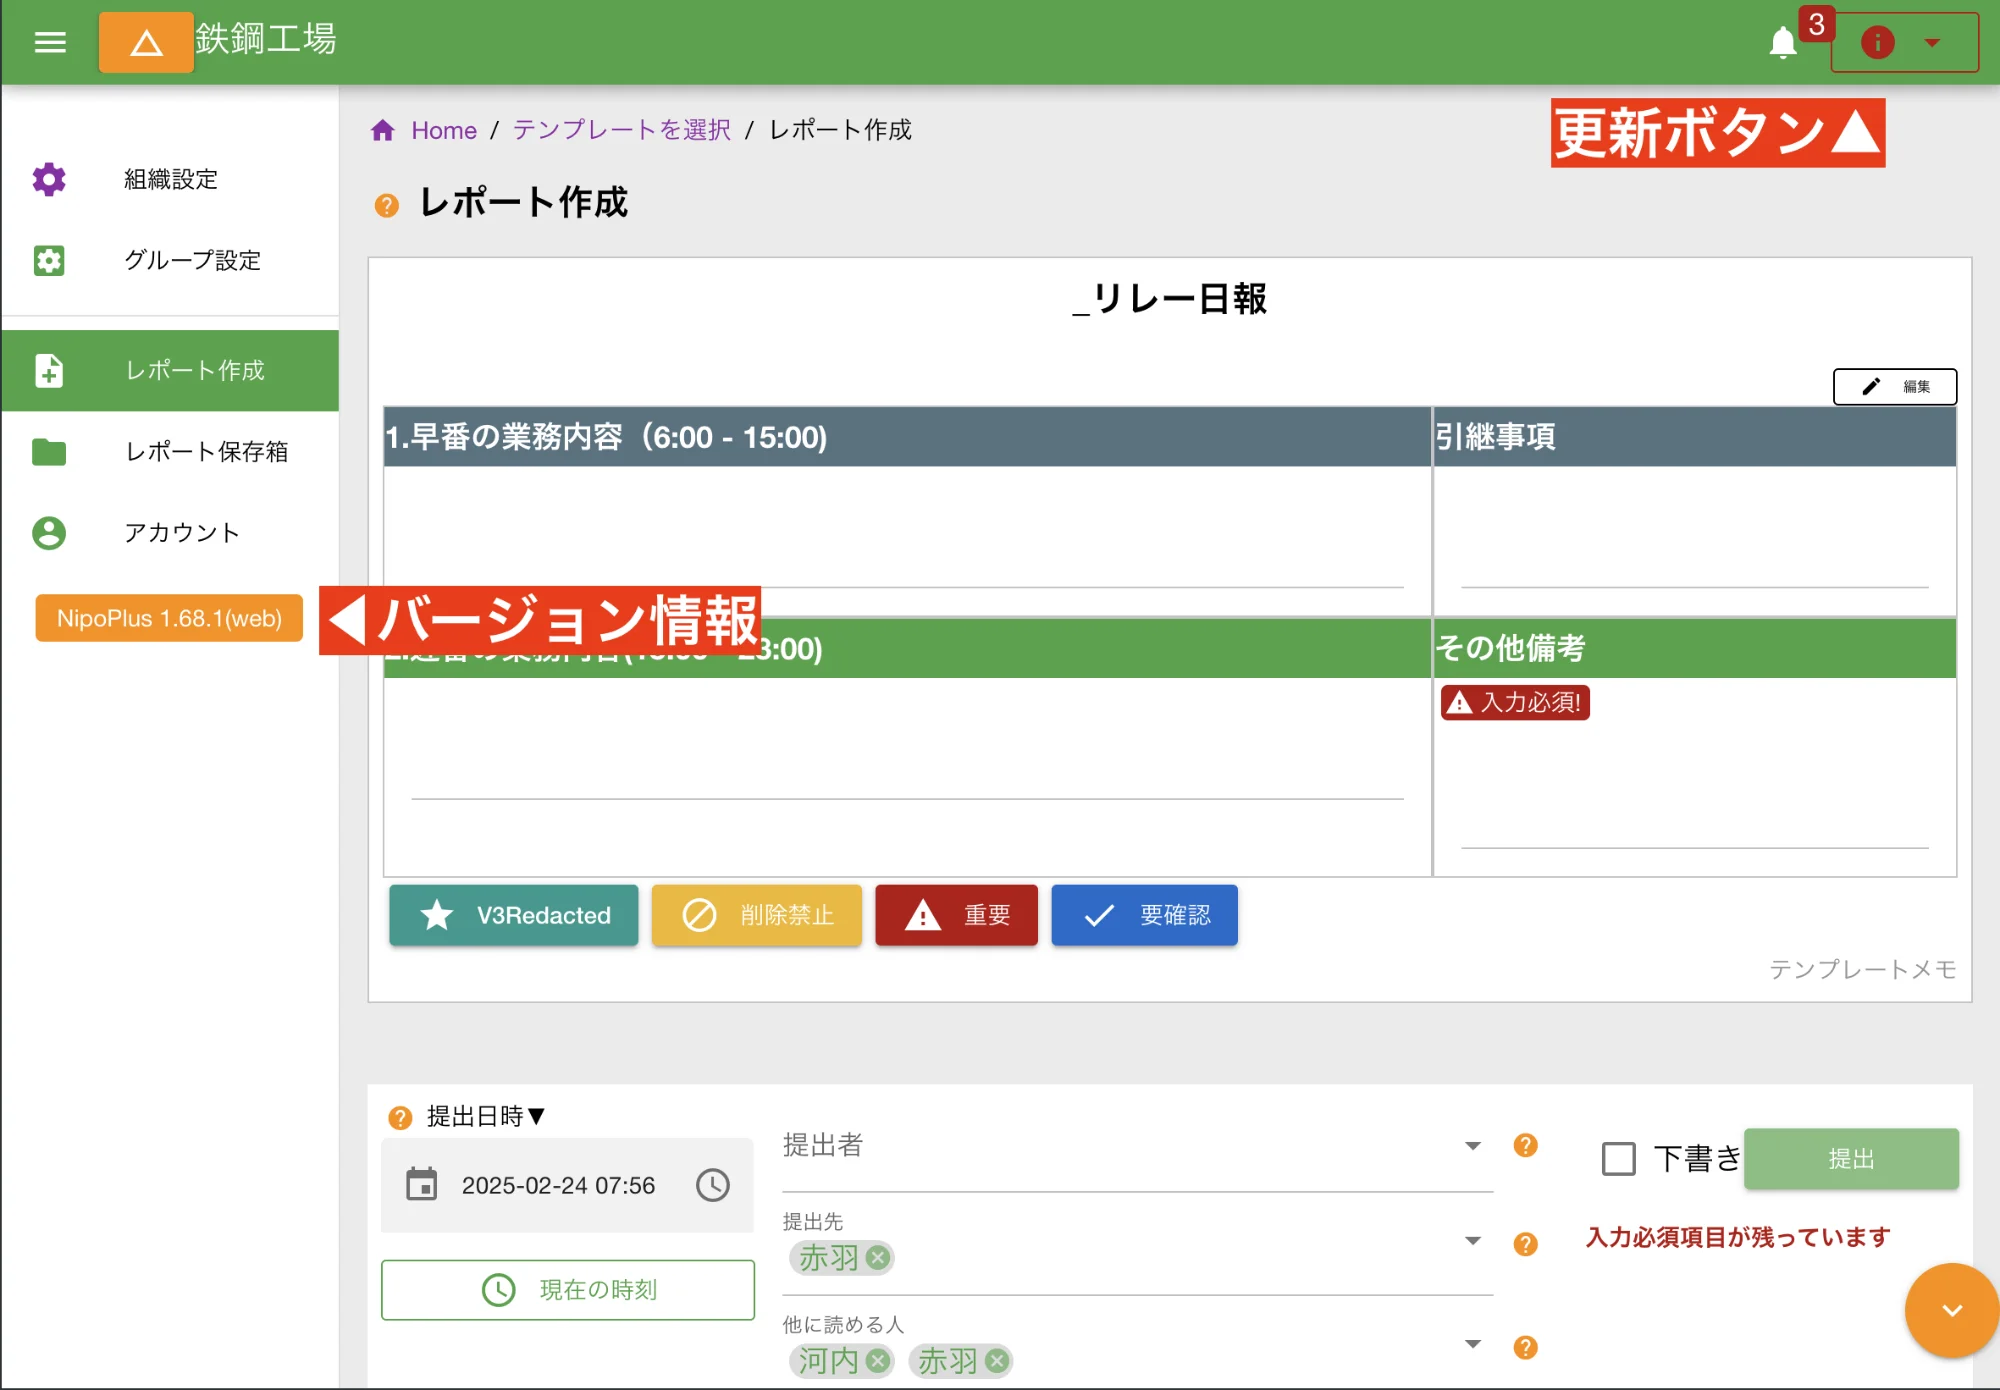 鉄鋼工場
3
更新ボタン▲
Home / テンプレートを選択 / レポート作成
レポート作成
組織設定
グループ設定
レポート作成
レポート保存箱
アカウント
NipoPlus 1.68.1(web)
◀バージョン情報
_リレー日報
編集
1.早番の業務内容（6:00 - 15:00)
引継事項
3:00)
その他備考
入力必須!
V3Redacted
削除禁止
重要
要確認
テンプレートメモ
提出日時▼
2025-02-24 07:56
現在の時刻
提出者
提出先
赤羽
他に読める人
河内 赤羽
下書き
提出
入力必須項目が残っています